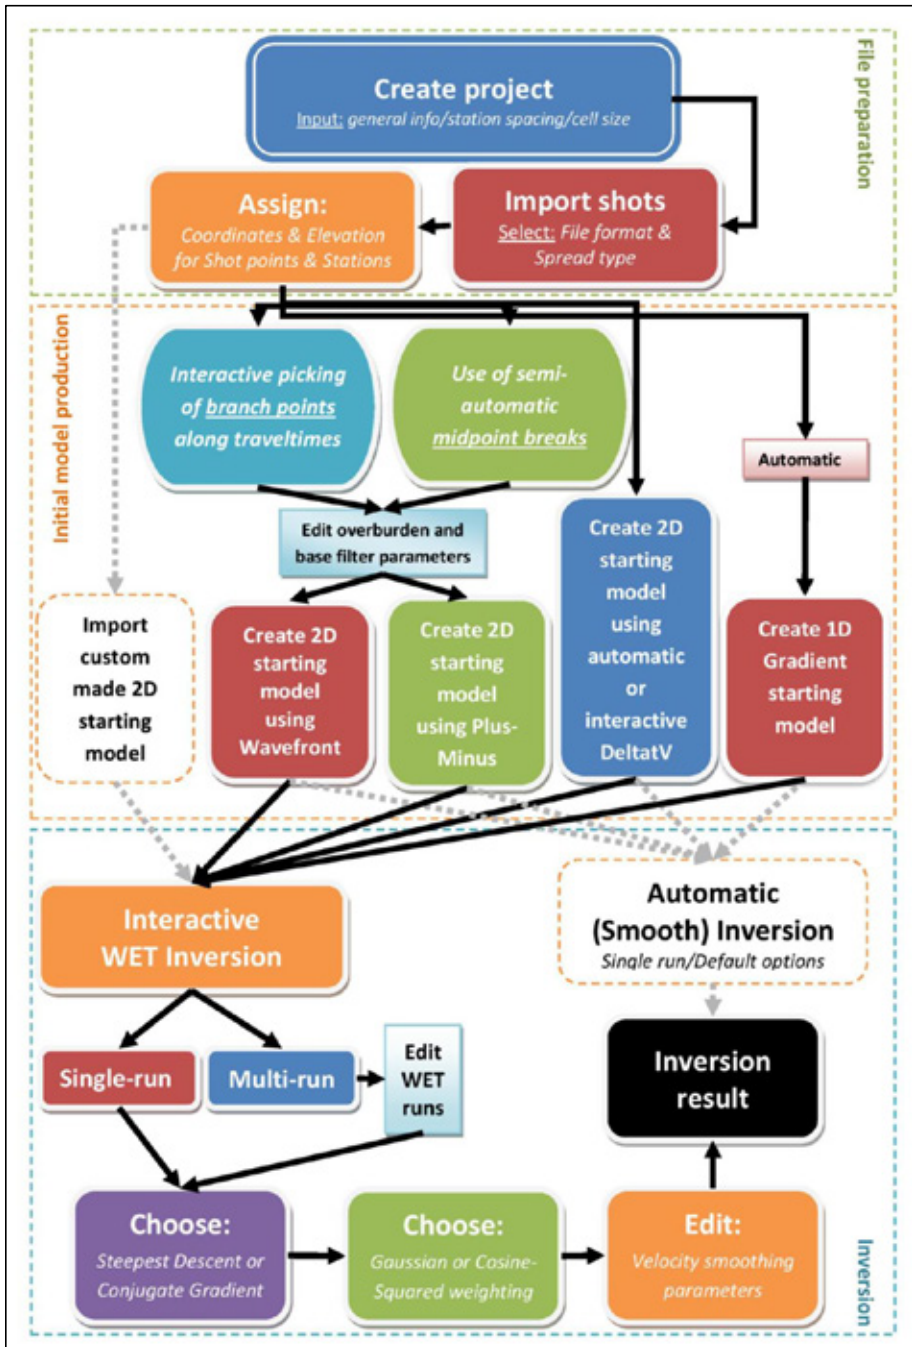 File preparation
Create project
Input: general info/station spacing/cell size
Assign:
Coordinates & Elevation
for Shot points & Stations
Import shots
Select: File format &
Spread type
Initial model production
Interactive picking
of branch points
along traveltimes
Use of semi-
automatic
midpoint breaks
Automatic
Edit overburden and
base filter parameters
Import
custom
made 2D
starting
model
Create 2D
starting
model
using
Wavefront
Create 2D
starting
model
using Plus-
Minus
Create 2D
starting
model
using
automatic
or
interactive
DeltatV
Create 1D
Gradient
starting
model
Interactive
WET Inversion
Automatic
(Smooth) Inversion
Single run/Default options
Single-run
Multi-run
Edit
WET
runs
Inversion
result
Choose:
Steepest Descent or
Conjugate Gradient
Choose:
Gaussian or Cosine-
Squared weighting
Edit:
Velocity smoothing
parameters
Inversion